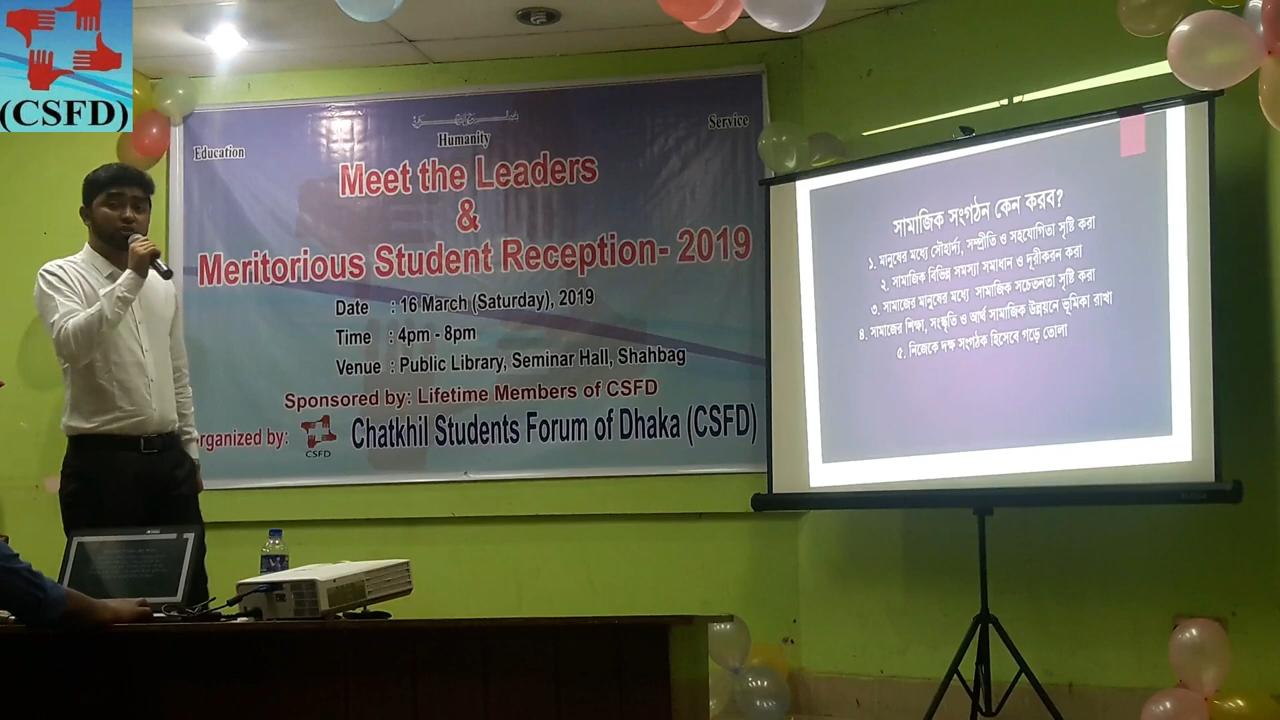 (CSFD)
Education
Humanity
Service
Meet the Leaders
&
Meritorious Student Reception- 2019
Date : 16 March (Saturday), 2019
Time : 4pm - 8pm
Venue : Public Library, Seminar Hall, Shahbag
Sponsored by: Lifetime Members of CSFD
rganized by: CSFD Chatkhil Students Forum of Dhaka (CSFD)
সামাজিক সংগঠন কেন করব?
১. মানুষের মধ্যে সৌহার্দ্য, সম্প্রীতি ও সহযোগিতা সৃষ্টি করা
২. সামাজিক বিভিন্ন সমস্যা সমাধান ও দূরীকরন করা
৩. সমাজের মানুষের মধ্যে সামাজিক সচেতনতা সৃষ্টি করা
৪. সমাজের শিক্ষা, সংস্কৃতি ও আর্থ সামাজিক উন্নয়নে ভূমিকা রাখা
৫. নিজেকে দক্ষ সংগঠক হিসেবে গড়ে তোলা